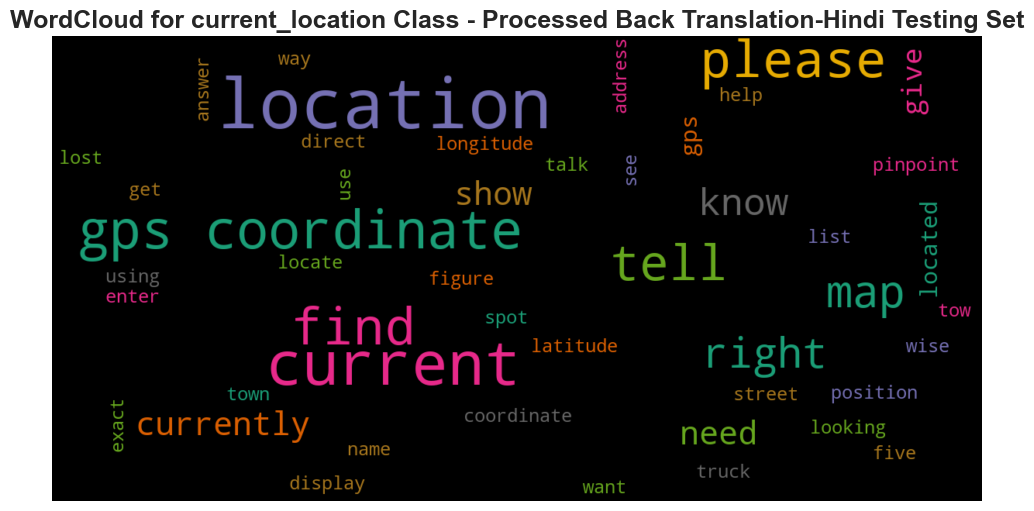 WordCloud for current_location Class - Processed Back Translation-Hindi Testing Set
way
answer
location
address
please
help
give
direct
longitude
gps
lost
talk
see
pinpoint
get
use
show
know
gps coordinate
list
located
tell
locate
using
figure
enter
map
find
spot
tow
current
latitude
right
wise
town
street
position
exact
currently
coordinate
need
looking
name
five
truck
display
want